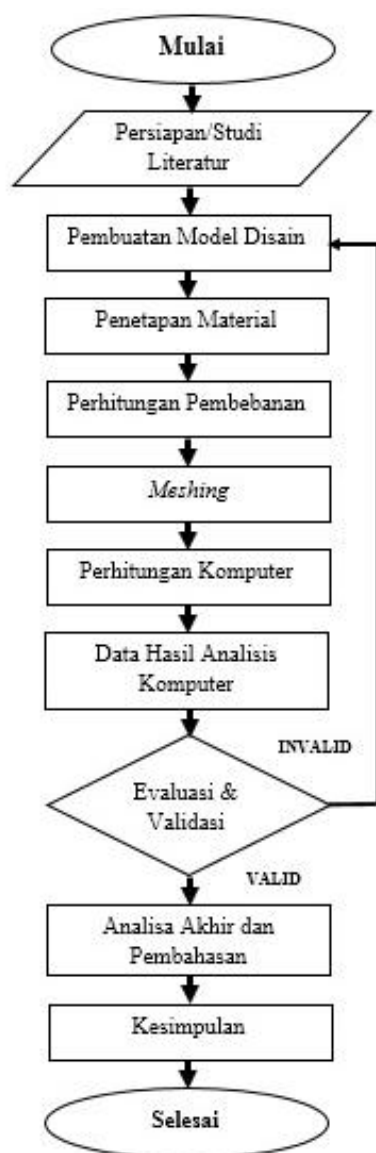 Mulai
Persiapan/Studi
Literatur
Pembuatan Model Disain
Penetapan Material
Perhitungan Pembebanan
Meshing
Perhitungan Komputer
Data Hasil Analisis
Komputer
INVALID
Evaluasi &
Validasi
VALID
Analisa Akhir dan
Pembahasan
Kesimpulan
Selesai